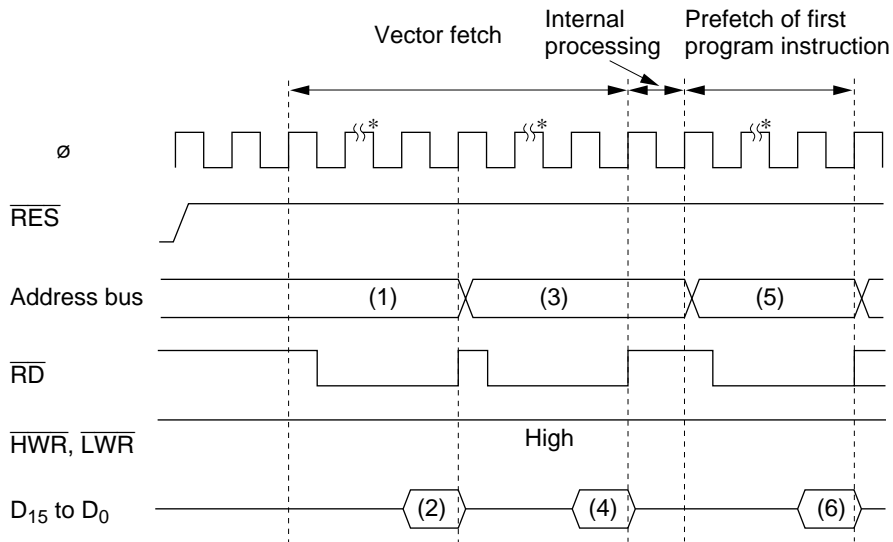 Vector fetch
Internal
processing
Prefetch of first
program instruction
* * *
ø
RES
Address bus
(1) (3) (5)
RD
HWR, LWR
High
D15 to D0
(2) (4) (6)